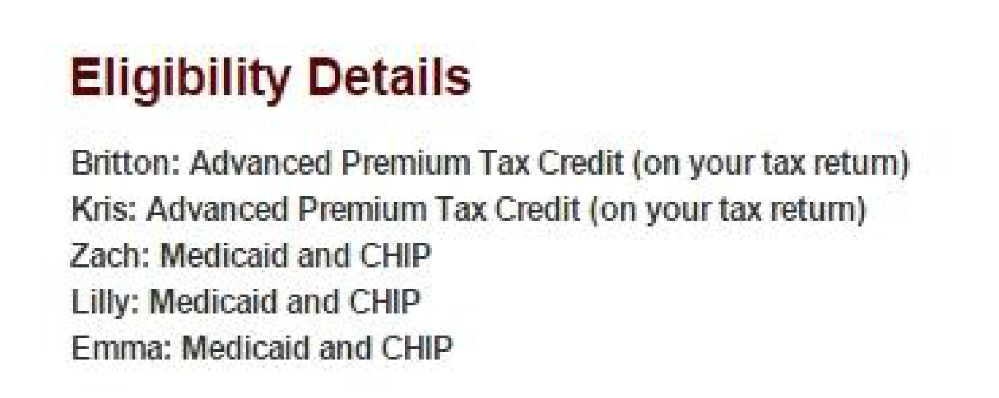 Eligibility Details
Britton: Advanced Premium Tax Credit (on your tax return)
Kris: Advanced Premium Tax Credit (on your tax return)
Zach: Medicaid and CHIP
Lilly: Medicaid and CHIP
Emma: Medicaid and CHIP